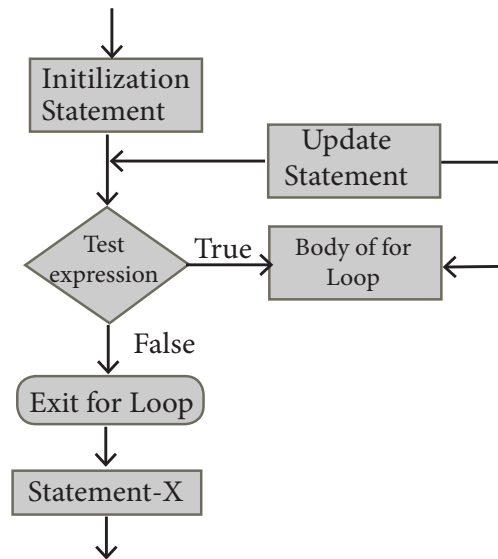 Initilization
Statement
Update
Statement
Test
expression
True
Body of for
Loop
False
Exit for Loop
Statement-X